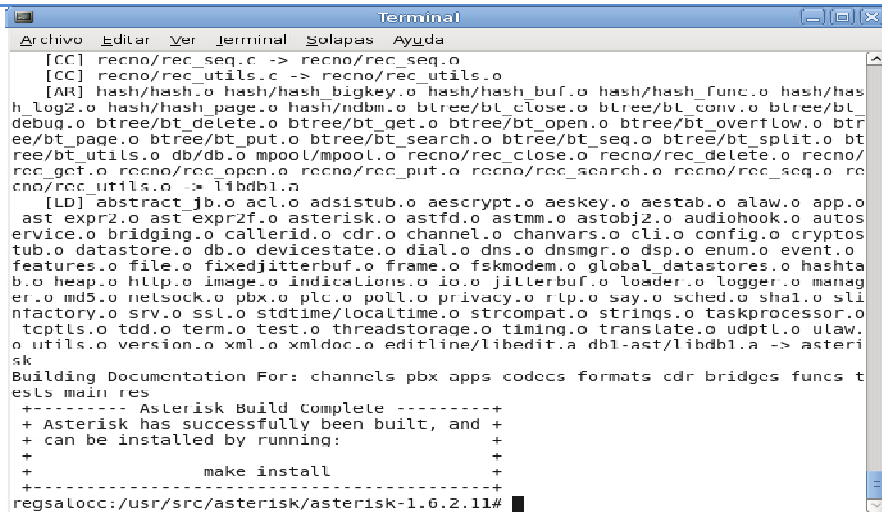 Terminal
Archivo Editar Ver Terminal Solapas Ayuda
[CC] recno/rec_seq.c -> recno/rec_seq.o
[CC] recno/rec_utils.c -> recno/rec_utils.o
[AR] hash/hash.o hash/hash_bigkey.o hash/hash_buf.o hash/hash_func.o hash/has
h_log2.o hash/hash_page.o hash/ndbm.o btree/bt_close.o btree/bt_conv.o btree/bt_
debug.o btree/bt_delete.o btree/bt_get.o btree/bt_open.o btree/bt_overflow.o btr
ee/bt_page.o btree/bt_put.o btree/bt_search.o btree/bt_seq.o btree/bt_split.o bt
ree/bt_utils.o db/db.o mpool/mpool.o recno/rec_close.o recno/rec_delete.o recno/
rec_get.o recno/rec_open.o recno/rec_put.o recno/rec_search.o recno/rec_seq.o re
cno/rec_utils.o -> libdb1.a
[LD] abstract_jb.o acl.o adsistub.o aescrypt.o aeskey.o aestab.o alaw.o app.o
ast_expr2.o ast_expr2f.o asterisk.o astfd.o astmm.o astobj2.o audiohook.o autos
ervice.o bridging.o callerid.o cdr.o channel.o chanvars.o cli.o config.o cryptos
tub.o datastore.o db.o devicestate.o dial.o dns.o dnsmgr.o dsp.o enum.o event.o
features.o file.o fixedjitterbuf.o frame.o fskmodem.o global_datastores.o hashta
b.o heap.o http.o image.o indications.o io.o jitterbuf.o loader.o logger.o manag
er.o md5.o netsock.o pbx.o plc.o poll.o privacy.o rtp.o say.o sched.o sha1.o sli
nfactory.o srv.o ssl.o stdtime/localtime.o strcompat.o strings.o taskprocessor.o
tcptls.o tdd.o term.o test.o threadstorage.o timing.o translate.o udptl.o ulaw.
o utils.o version.o xml.o xmldoc.o editline/libedit.a db1-ast/libdb1.a -> asteri
sk
Building Documentation For: channels pbx apps codecs formats cdr bridges funcs t
ests main res
+--------- Asterisk Build Complete ---------+
+ Asterisk has successfully been built, and +
+ can be installed by running: +
+ +
+ make install +
+-------------------------------------------+
regsalocc:/usr/src/asterisk/asterisk-1.6.2.11#